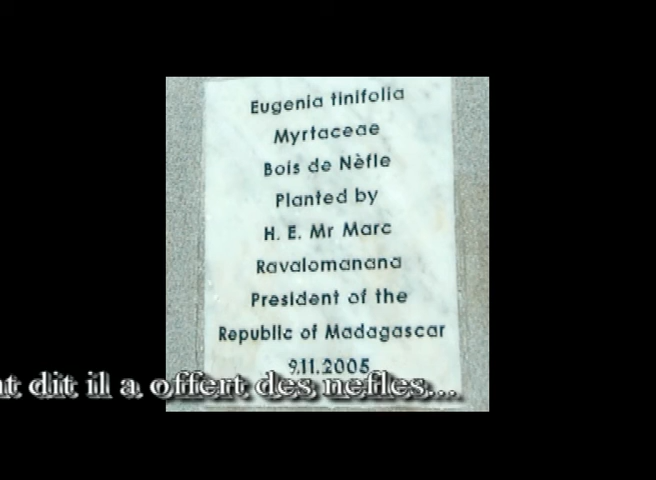 Eugenia tinifolia
Myrtaceae
Bois de Nèfle
Planted by
H. E. Mr Marc
Ravalomanana
President of the
Republic of Madagascar
9.11.2005
dit il a offert des nefles...